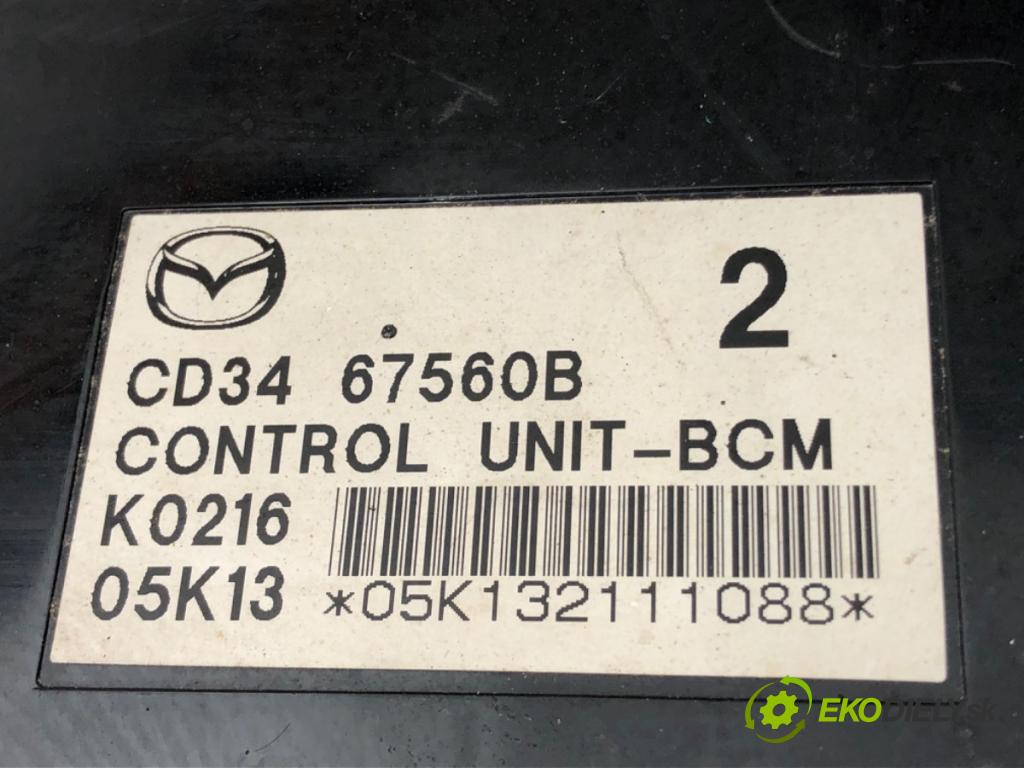 2
CD34 67560B
CONTROL UNIT-BCM
K0216
05K13 *05K132111088*
EKODIELY.sk